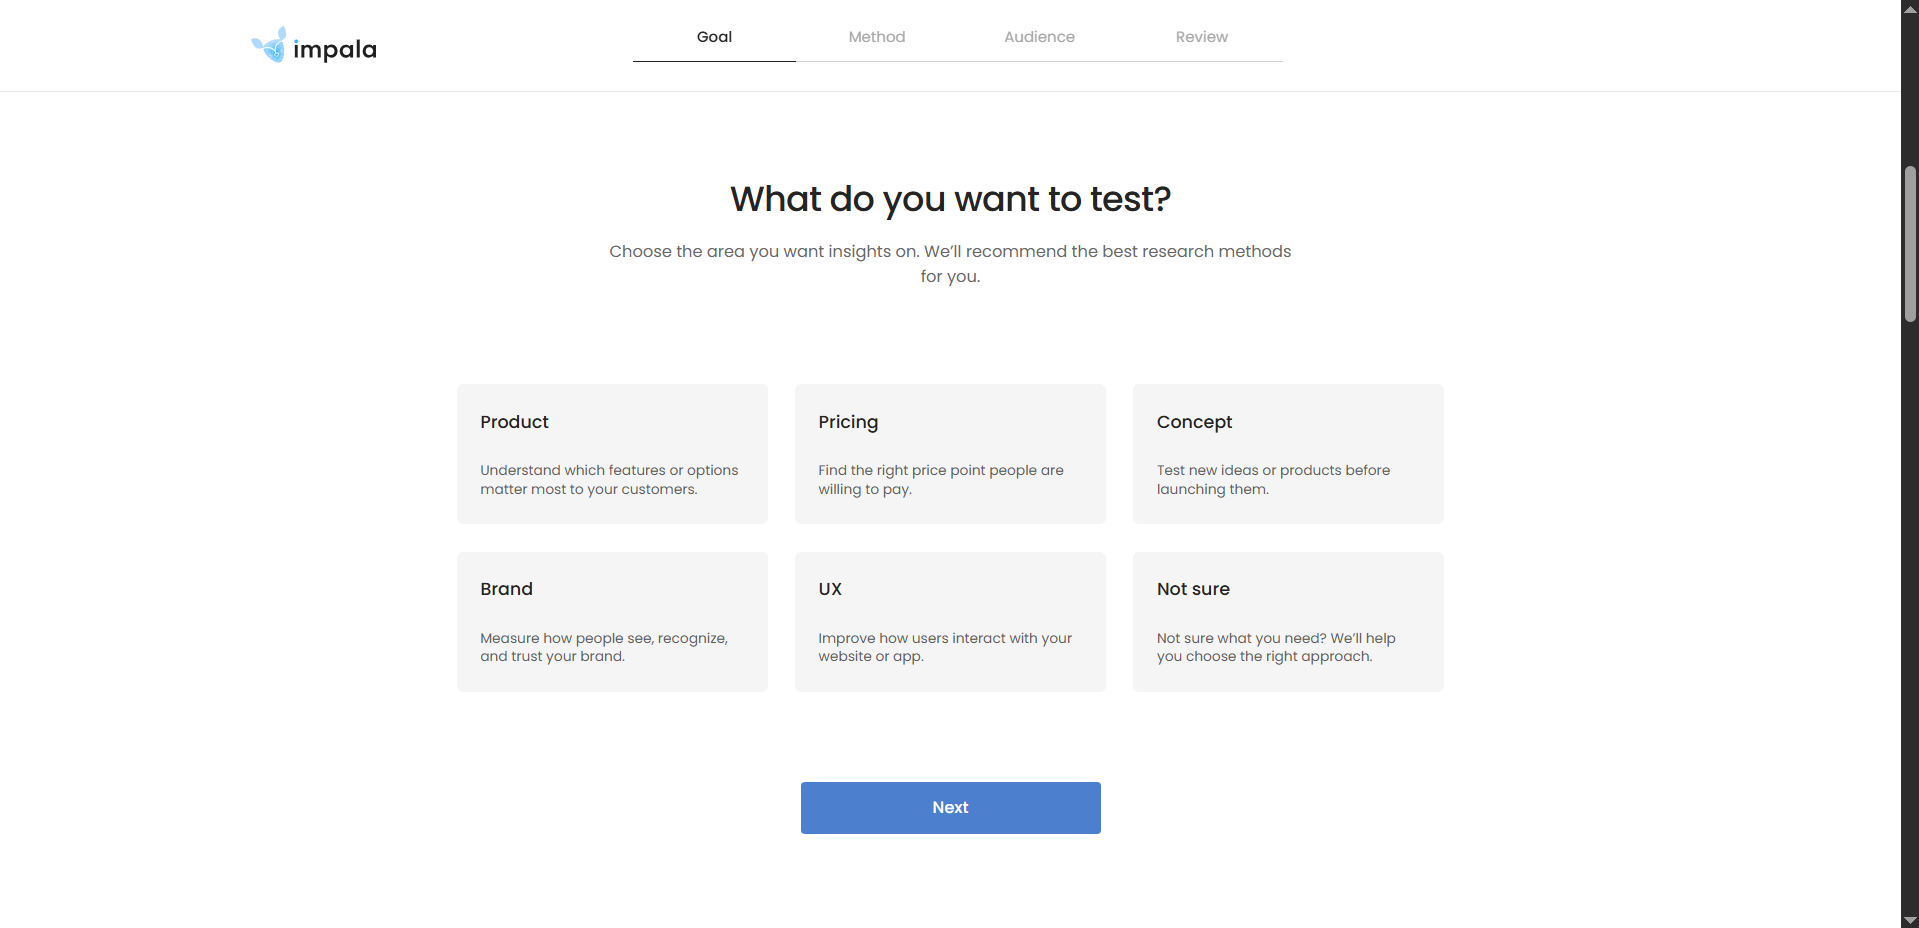 impala
Goal
Method
Audience
Review
What do you want to test?
Choose the area you want insights on. We’ll recommend the best research methods
for you.
Product
Understand which features or options
matter most to your customers.
Pricing
Find the right price point people are
willing to pay.
Concept
Test new ideas or products before
launching them.
Brand
Measure how people see, recognize,
and trust your brand.
UX
Improve how users interact with your
website or app.
Not sure
Not sure what you need? We’ll help
you choose the right approach.
Next